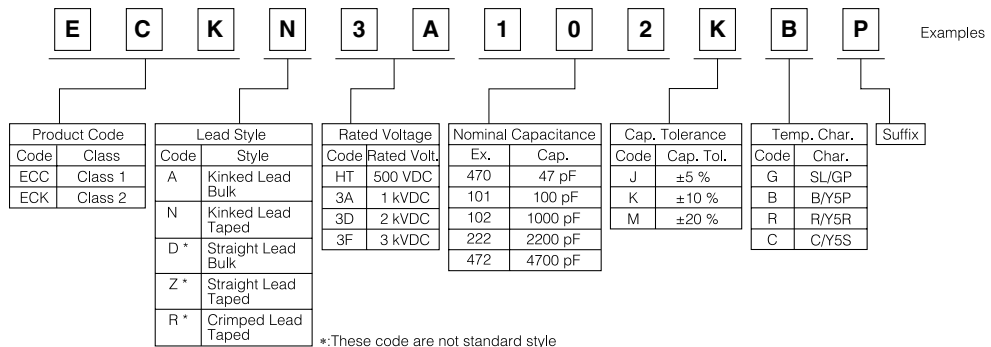 E C K N 3 A 1 0 2 K B P Examples
Product Code
Code Class
ECC Class 1
ECK Class 2
Lead Style
Code Style
A Kinked Lead
Bulk
N Kinked Lead
Taped
D * Straight Lead
Bulk
Z * Straight Lead
Taped
R * Crimped Lead
Taped
Rated Voltage
Code Rated Volt.
HT 500 VDC
3A 1 kVDC
3D 2 kVDC
3F 3 kVDC
Nominal Capacitance
Ex. Cap.
470 47 pF
101 100 pF
102 1000 pF
222 2200 pF
472 4700 pF
Cap. Tolerance
Code Cap. Tol.
J ±5 %
K ±10 %
M ±20 %
Temp. Char.
Code Char.
G SL/GP
B B/Y5P
R R/Y5R
C C/Y5S
Suffix
∗:These code are not standard style